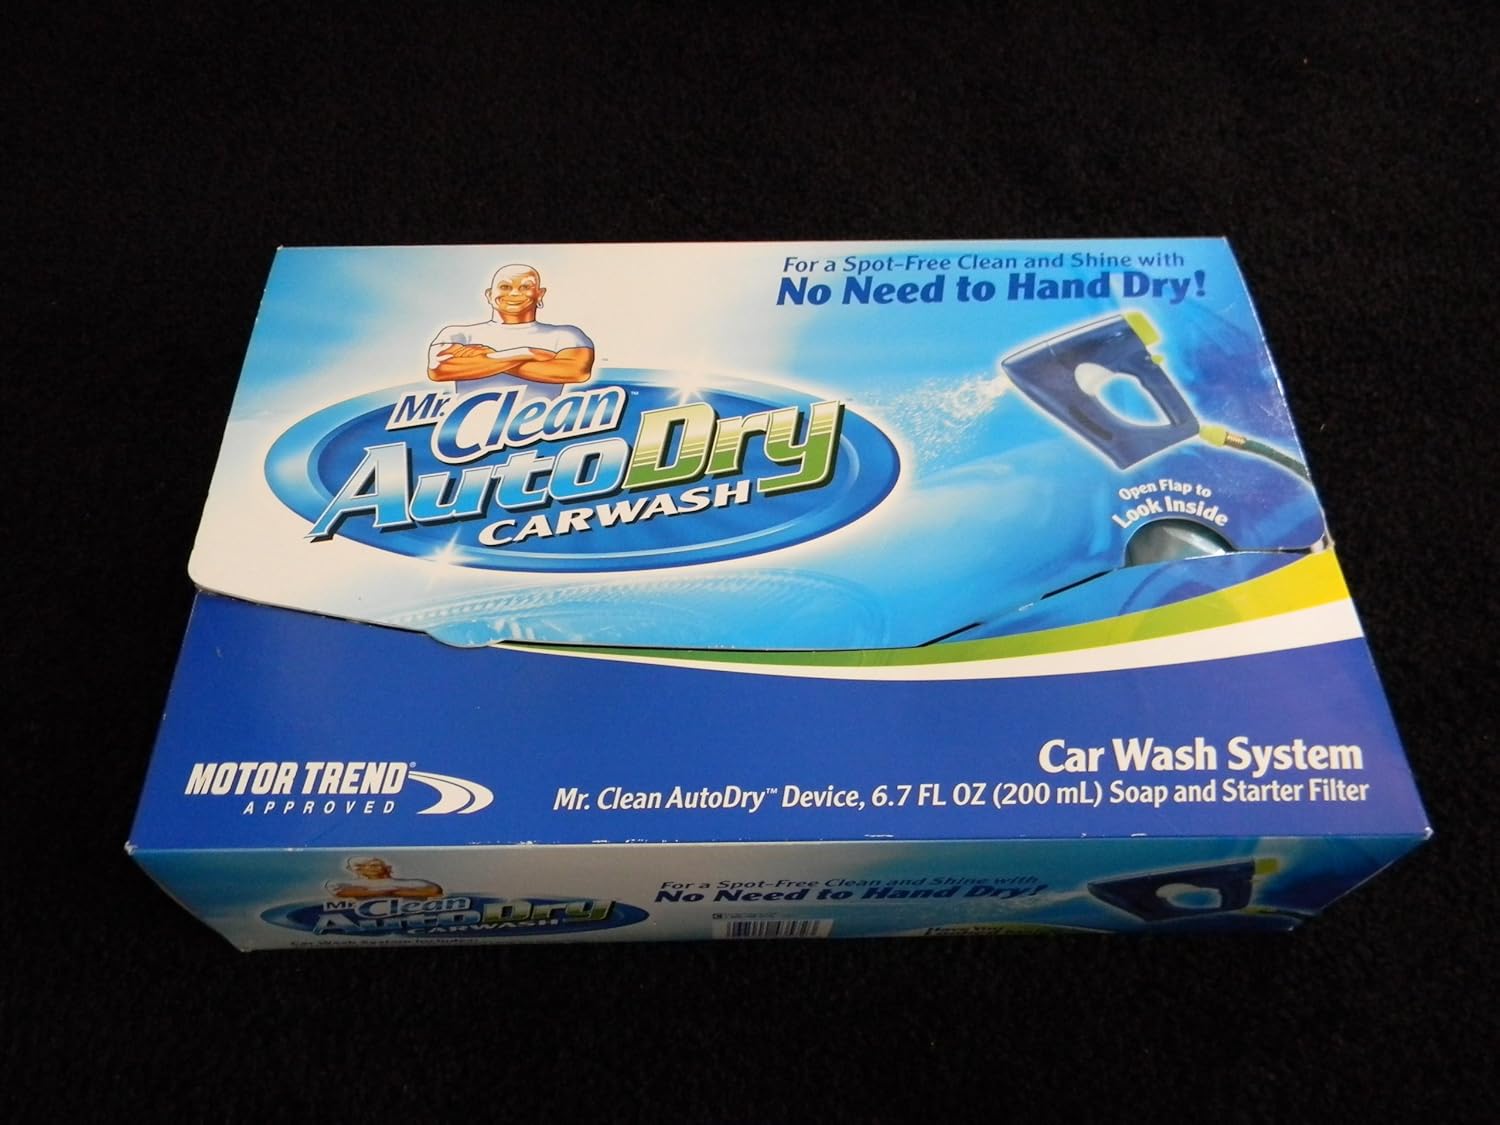 For a Spot-Free Clean and Shine with
No Need to Hand Dry!
Mr. Clean™
AutoDry™
CARWASH
Open Flap to
Look Inside
MOTOR TREND®
APPROVED
Car Wash System
Mr. Clean AutoDry™ Device, 6.7 FL OZ (200 mL) Soap and Starter Filter
Mr. Clean
AutoDry
CARWASH
For a Spot-Free Clean and Shine with
No Need to Hand Dry!